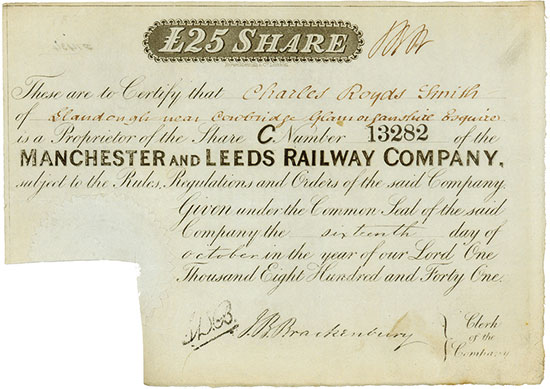 £25 SHARE
These are to Certify that Charles Royds Smith
of Llandough near Cowbridge Glamorganshire Esquire
is a Proprietor of the Share C Number 13282 of the
MANCHESTER AND LEEDS RAILWAY COMPANY,
subject to the Rules, Regulations and Orders of the said Company.
Given under the Common Seal of the said
Company the sixteenth day of
October in the year of our Lord One
Thousand Eight Hundred and Forty One.
J. B. Brackenbury
Clerk
of the
Company